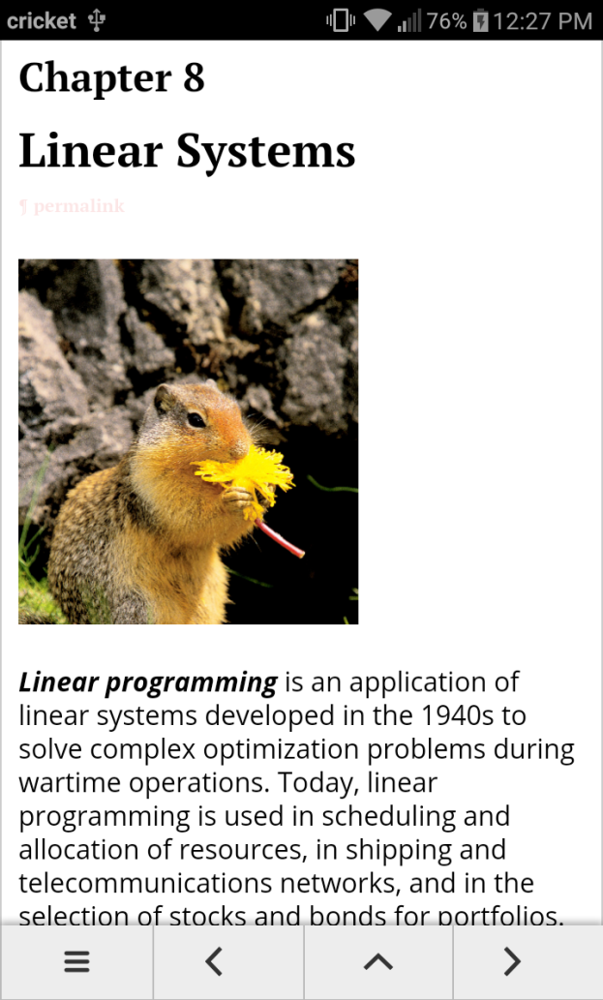 cricket 76% 12:27 PM
Chapter 8
Linear Systems
¶ permalink
Linear programming is an application of
linear systems developed in the 1940s to
solve complex optimization problems during
wartime operations. Today, linear
programming is used in scheduling and
allocation of resources, in shipping and
telecommunications networks, and in the
selection of stocks and bonds for portfolios.